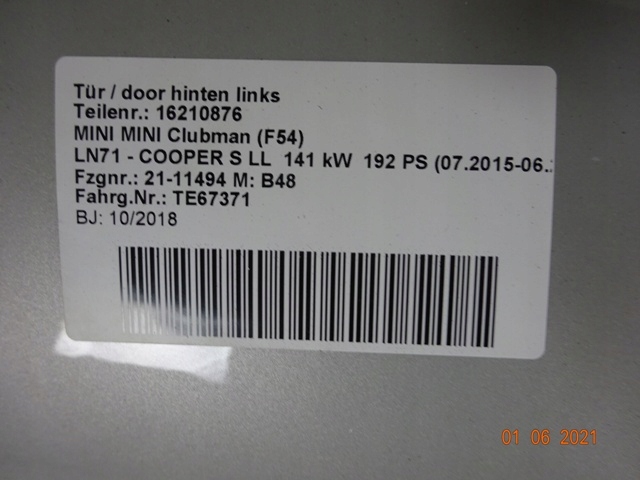 Tür / door hinten links
Teilenr.: 16210876
MINI MINI Clubman (F54)
LN71 - COOPER S LL 141 kW 192 PS (07.2015-06.
Fzgnr.: 21-11494 M: B48
Fahrg.Nr.: TE67371
BJ: 10/2018
01 06 2021